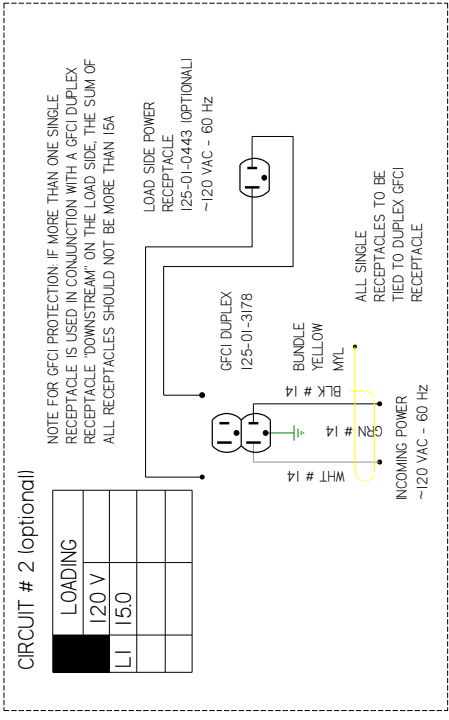 CIRCUIT # 2 (optional)
LOADING
120 V
L1 15.0
NOTE FOR GFCI PROTECTION: IF MORE THAN ONE SINGLE
RECEPTACLE IS USED IN CONJUNCTION WITH A GFCI DUPLEX
RECEPTACLE "DOWNSTREAM" ON THE LOAD SIDE, THE SUM OF
ALL RECEPTACLES SHOULD NOT BE MORE THAN 15A
LOAD SIDE POWER
RECEPTACLE
125-01-0443 (OPTIONAL)
~120 VAC - 60 Hz
GFCI DUPLEX
125-01-3178
BUNDLE
YELLOW
MYL
BLK # 14
GRN # 14
WHT # 14
INCOMING POWER
~120 VAC - 60 Hz
ALL SINGLE
RECEPTACLES TO BE
TIED TO DUPLEX GFCI
RECEPTACLE